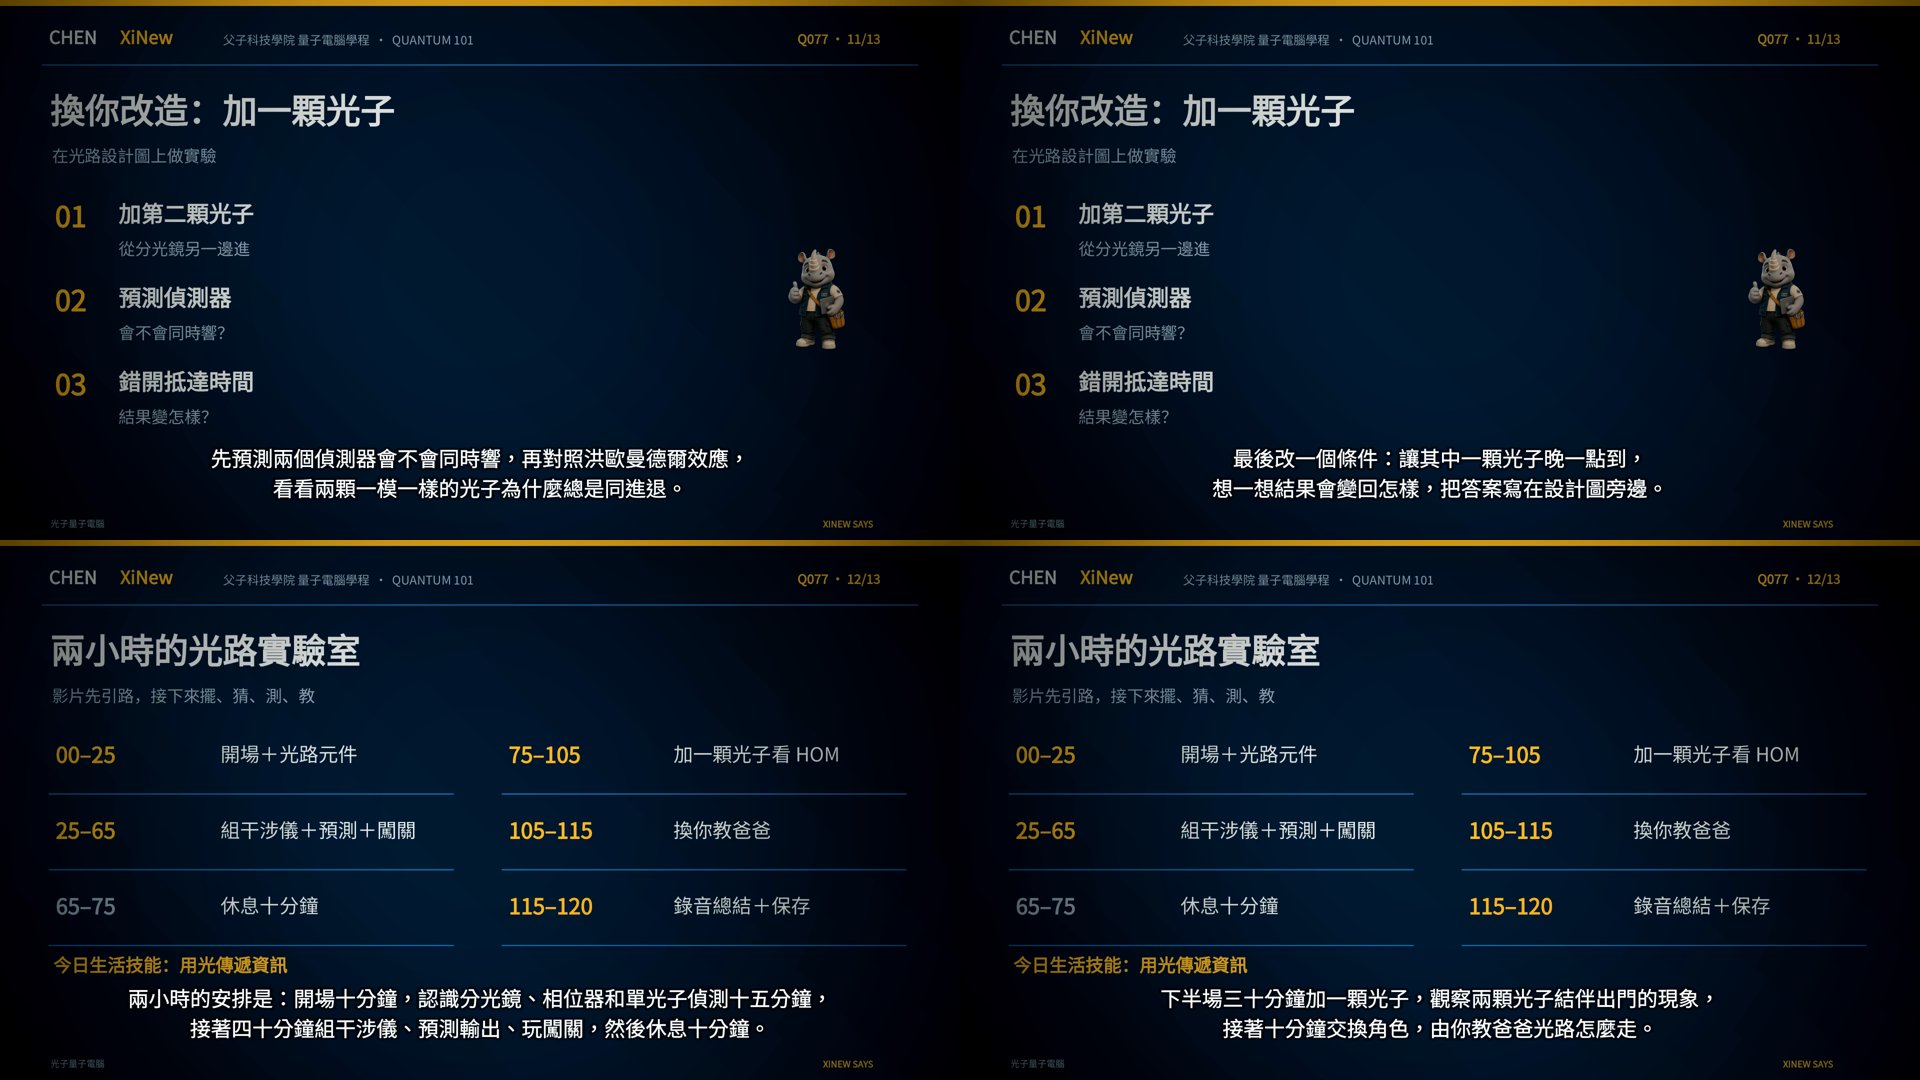 CHEN XiNew 父子科技學院 量子電腦學程 · QUANTUM 101 Q077 · 11/13
換你改造：加一顆光子
在光路設計圖上做實驗
01 加第二顆光子
從分光鏡另一邊進
02 預測偵測器
會不會同時響？
03 錯開抵達時間
結果變怎樣？
先預測兩個偵測器會不會同時響，再對照洪歐曼德爾效應，
看看兩顆一模一樣的光子為什麼總是同進退。
光子量子電腦 XINEW SAYS
CHEN XiNew 父子科技學院 量子電腦學程 · QUANTUM 101 Q077 · 11/13
換你改造：加一顆光子
在光路設計圖上做實驗
01 加第二顆光子
從分光鏡另一邊進
02 預測偵測器
會不會同時響？
03 錯開抵達時間
結果變怎樣？
最後改一個條件：讓其中一顆光子晚一點到，
想一想結果會變回怎樣，把答案寫在設計圖旁邊。
光子量子電腦 XINEW SAYS
CHEN XiNew 父子科技學院 量子電腦學程 · QUANTUM 101 Q077 · 12/13
兩小時的光路實驗室
影片先引路，接下來擺、猜、測、教
00–25 開場＋光路元件 75–105 加一顆光子看 HOM
25–65 組干涉儀＋預測＋闖關 105–115 換你教爸爸
65–75 休息十分鐘 115–120 錄音總結＋保存
今日生活技能：用光傳遞資訊
兩小時的安排是：開場十分鐘，認識分光鏡、相位器和單光子偵測十五分鐘，
接著四十分鐘組干涉儀、預測輸出、玩闖關，然後休息十分鐘。
光子量子電腦 XINEW SAYS
CHEN XiNew 父子科技學院 量子電腦學程 · QUANTUM 101 Q077 · 12/13
兩小時的光路實驗室
影片先引路，接下來擺、猜、測、教
00–25 開場＋光路元件 75–105 加一顆光子看 HOM
25–65 組干涉儀＋預測＋闖關 105–115 換你教爸爸
65–75 休息十分鐘 115–120 錄音總結＋保存
今日生活技能：用光傳遞資訊
下半場三十分鐘加一顆光子，觀察兩顆光子結伴出門的現象，
接著十分鐘交換角色，由你教爸爸光路怎麼走。
光子量子電腦 XINEW SAYS